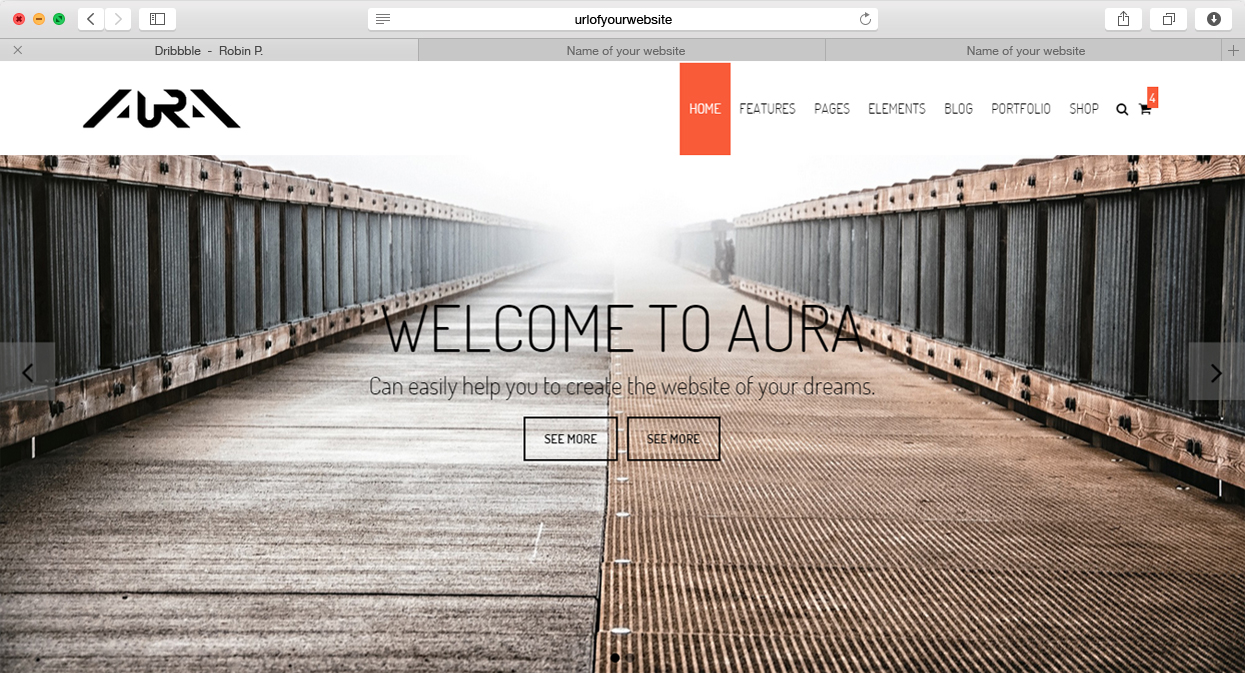 urlofyourwebsite
Dribbble - Robin P.
Name of your website
Name of your website
AURA
HOME
FEATURES
PAGES
ELEMENTS
BLOG
PORTFOLIO
SHOP
4
WELCOME TO AURA
Can easily help you to create the website of your dreams.
SEE MORE
SEE MORE